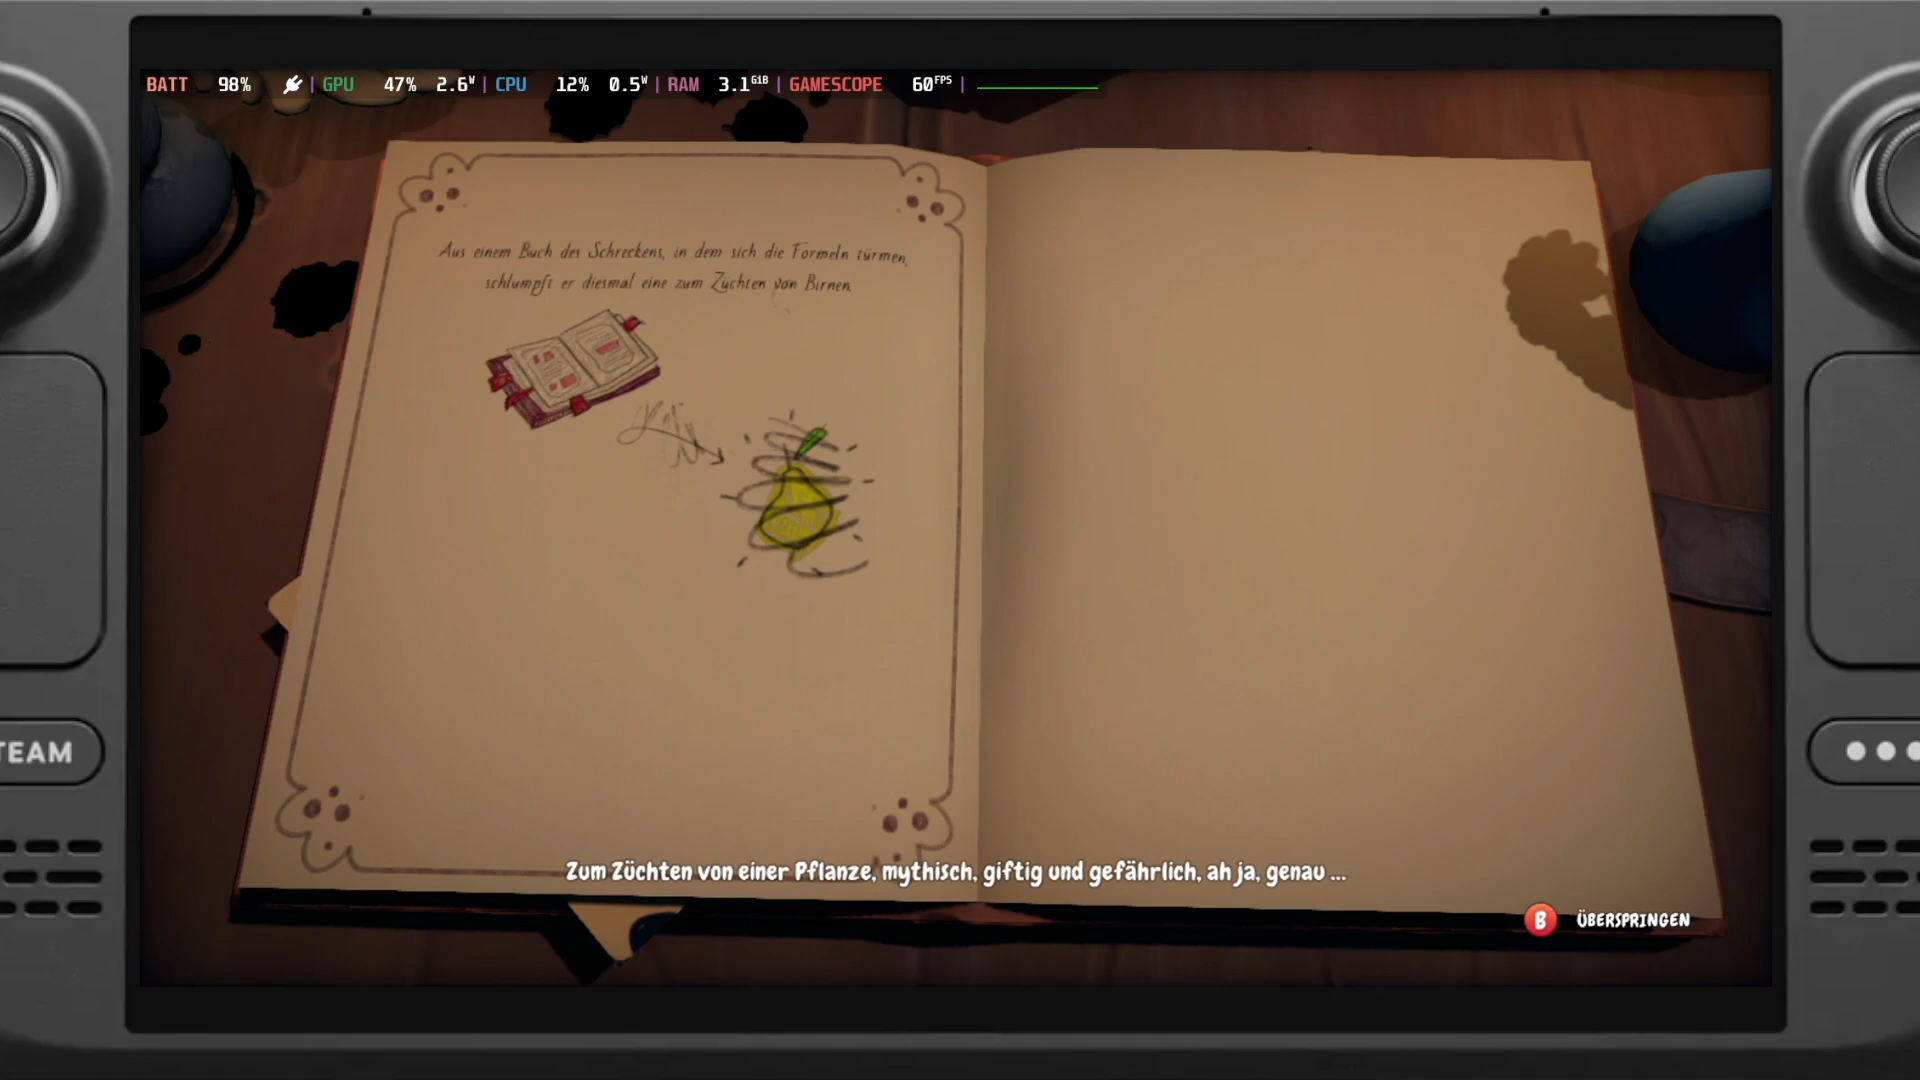 BATT 98% GPU 47% 2.6W CPU 12% 0.5W RAM 3.1GiB GAMESCOPE 60FPS
Aus einem Buch des Schreckens, in dem sich die Formeln türmen,
schlumpft er diesmal eine zum Züchten von Birnen.
TEAM
Zum Züchten von einer Pflanze, mythisch, giftig und gefährlich, ah ja, genau ...
B ÜBERSPRINGEN